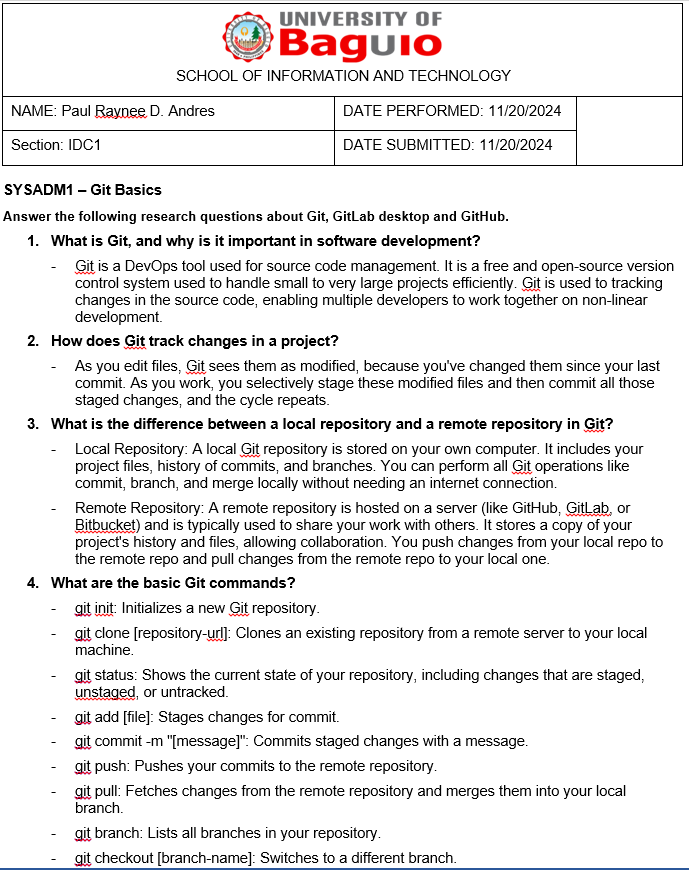 UNIVERSITY OF
Baguio
SCHOOL OF INFORMATION AND TECHNOLOGY
NAME: Paul Raynee D. Andres
DATE PERFORMED: 11/20/2024
Section: IDC1
DATE SUBMITTED: 11/20/2024
SYSADM1 – Git Basics
Answer the following research questions about Git, GitLab desktop and GitHub.
1. What is Git, and why is it important in software development?
- Git is a DevOps tool used for source code management. It is a free and open-source version
control system used to handle small to very large projects efficiently. Git is used to tracking
changes in the source code, enabling multiple developers to work together on non-linear
development.
2. How does Git track changes in a project?
- As you edit files, Git sees them as modified, because you've changed them since your last
commit. As you work, you selectively stage these modified files and then commit all those
staged changes, and the cycle repeats.
3. What is the difference between a local repository and a remote repository in Git?
- Local Repository: A local Git repository is stored on your own computer. It includes your
project files, history of commits, and branches. You can perform all Git operations like
commit, branch, and merge locally without needing an internet connection.
- Remote Repository: A remote repository is hosted on a server (like GitHub, GitLab, or
Bitbucket) and is typically used to share your work with others. It stores a copy of your
project's history and files, allowing collaboration. You push changes from your local repo to
the remote repo and pull changes from the remote repo to your local one.
4. What are the basic Git commands?
- git init: Initializes a new Git repository.
- git clone [repository-url]: Clones an existing repository from a remote server to your local
machine.
- git status: Shows the current state of your repository, including changes that are staged,
unstaged, or untracked.
- git add [file]: Stages changes for commit.
- git commit -m "[message]": Commits staged changes with a message.
- git push: Pushes your commits to the remote repository.
- git pull: Fetches changes from the remote repository and merges them into your local
branch.
- git branch: Lists all branches in your repository.
- git checkout [branch-name]: Switches to a different branch.